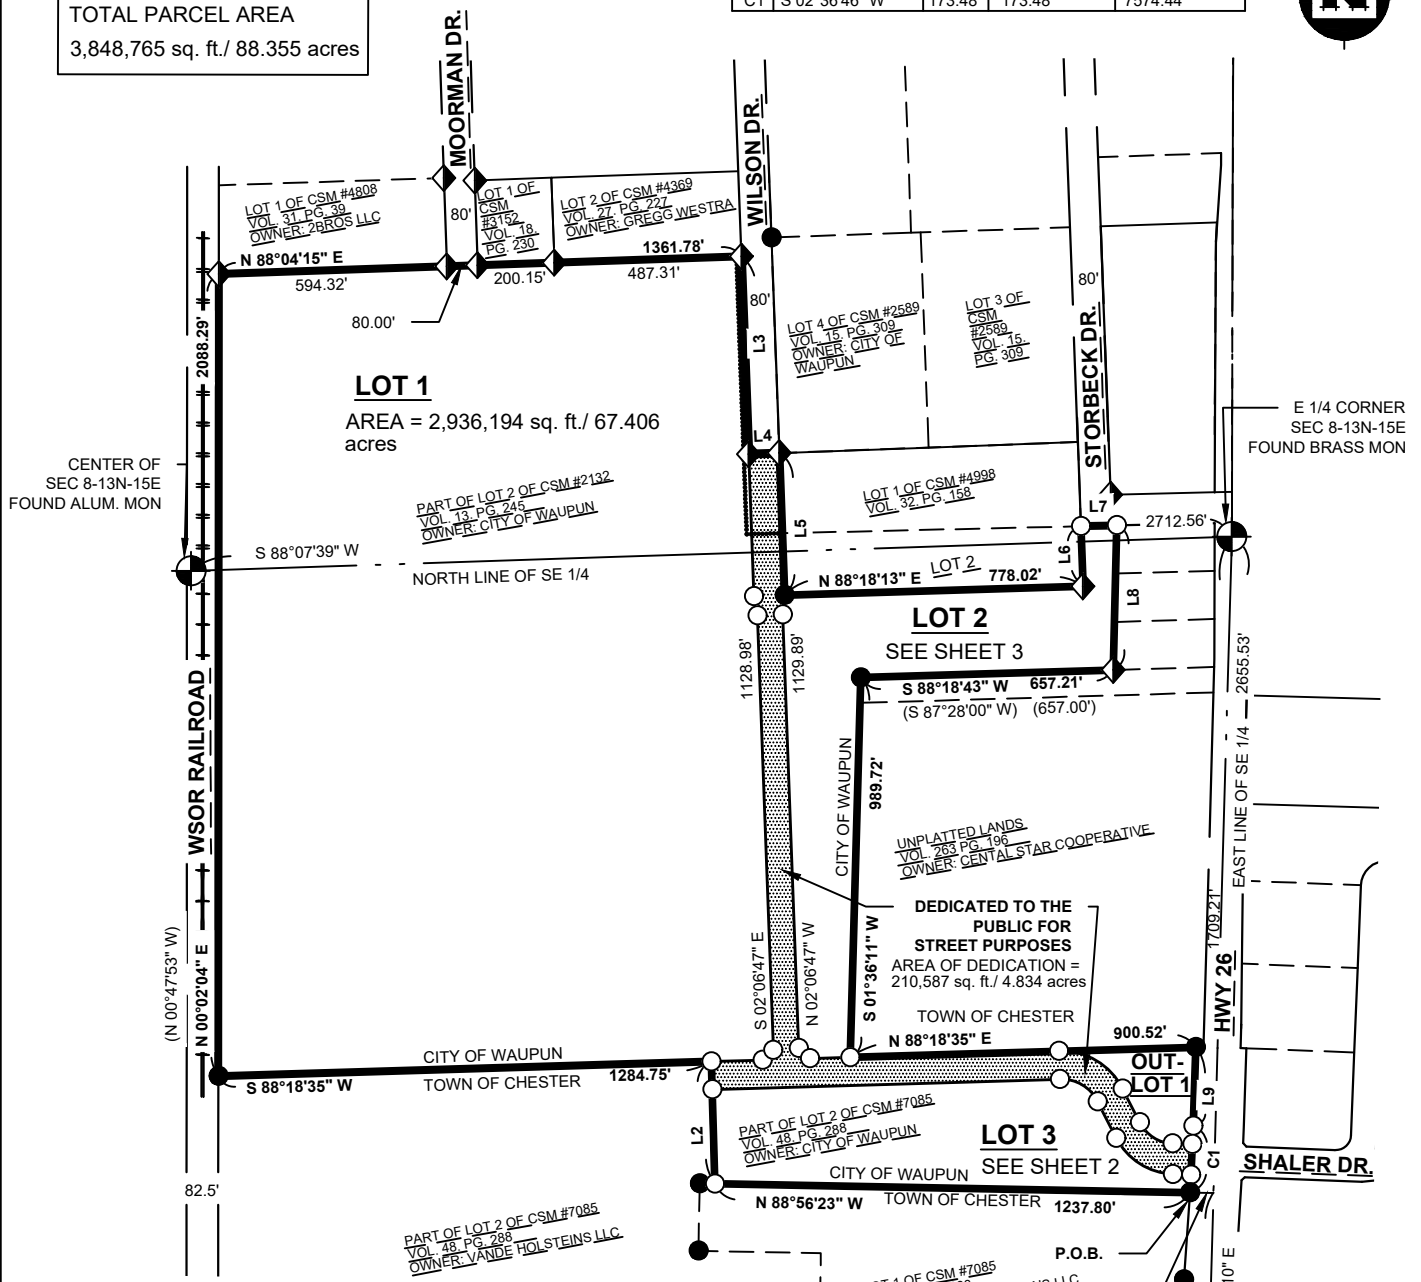 TOTAL PARCEL AREA
3,848,765 sq. ft./ 88.355 acres
C1 S 02°36'46" W 173.48' 173.48' 7574.44'
MOORMAN DR.
WILSON DR.
STORBECK DR.
LOT 1 OF CSM #4808
VOL. 31, PG. 39
OWNER: 2BROS LLC
80'
LOT 1 OF
CSM
#3152
VOL. 18,
PG. 230
LOT 2 OF CSM #4369
VOL. 27, PG. 227
OWNER: GREGG WESTRA
N 88°04'15" E
1361.78'
594.32'
200.15'
487.31'
80.00'
80'
80'
L3
LOT 4 OF CSM #2589
VOL. 15, PG. 309
OWNER: CITY OF
WAUPUN
LOT 3 OF
CSM
#2589
VOL. 15,
PG. 309
2088.29'
LOT 1
AREA = 2,936,194 sq. ft./ 67.406
acres
E 1/4 CORNER
SEC 8-13N-15E
FOUND BRASS MON
CENTER OF
SEC 8-13N-15E
FOUND ALUM. MON
L4
PART OF LOT 2 OF CSM #2132
VOL. 13, PG. 245
OWNER: CITY OF WAUPUN
LOT 1 OF CSM #4998
VOL. 32, PG. 158
L5
L7
2712.56'
S 88°07'39" W
NORTH LINE OF SE 1/4
L6
N 88°18'13" E
LOT 2
778.02'
L8
LOT 2
SEE SHEET 3
1128.98'
1129.89'
S 88°18'43" W
657.21'
(S 87°28'00" W)
(657.00')
2655.53'
EAST LINE OF SE 1/4
WSOR RAILROAD
CITY OF WAUPUN
989.72'
UNPLATTED LANDS
VOL. 263 PG. 196
OWNER: CENTAL STAR COOPERATIVE
DEDICATED TO THE
PUBLIC FOR
STREET PURPOSES
AREA OF DEDICATION =
210,587 sq. ft./ 4.834 acres
1709.21'
HWY 26
(N 00°47'53" W)
N 00°02'04" E
S 02°06'47" E
N 02°06'47" W
S 01°36'11" W
TOWN OF CHESTER
N 88°18'35" E
900.52'
CITY OF WAUPUN
S 88°18'35" W
TOWN OF CHESTER
1284.75'
OUT-
LOT 1
L9
L2
PART OF LOT 2 OF CSM #7085
VOL. 48, PG. 288
OWNER: CITY OF WAUPUN
LOT 3
SEE SHEET 2
C1
SHALER DR.
CITY OF WAUPUN
N 88°56'23" W
TOWN OF CHESTER
1237.80'
82.5'
PART OF LOT 2 OF CSM #7085
VOL. 48, PG. 288
OWNER: VANDE HOLSTEINS LLC
P.O.B.
10" E
1 OF CSM #7085